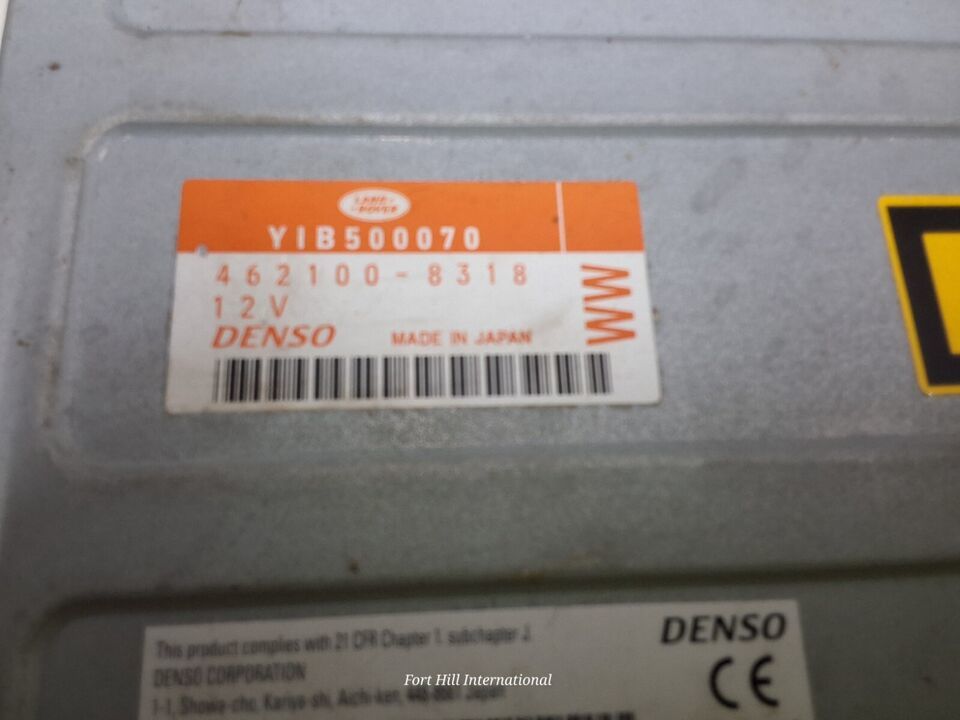 LAND-
-ROVER
YIB500070
462100-8318
12V
WW
DENSO MADE IN JAPAN
This product complies with 21 CFR Chapter 1. subchapter J.
DENSO
DENSO CORPORATION
CE
1-1, Showa-cho, Kariya-shi, Aichi-ken, 448-8661 Japan
Fort Hill International